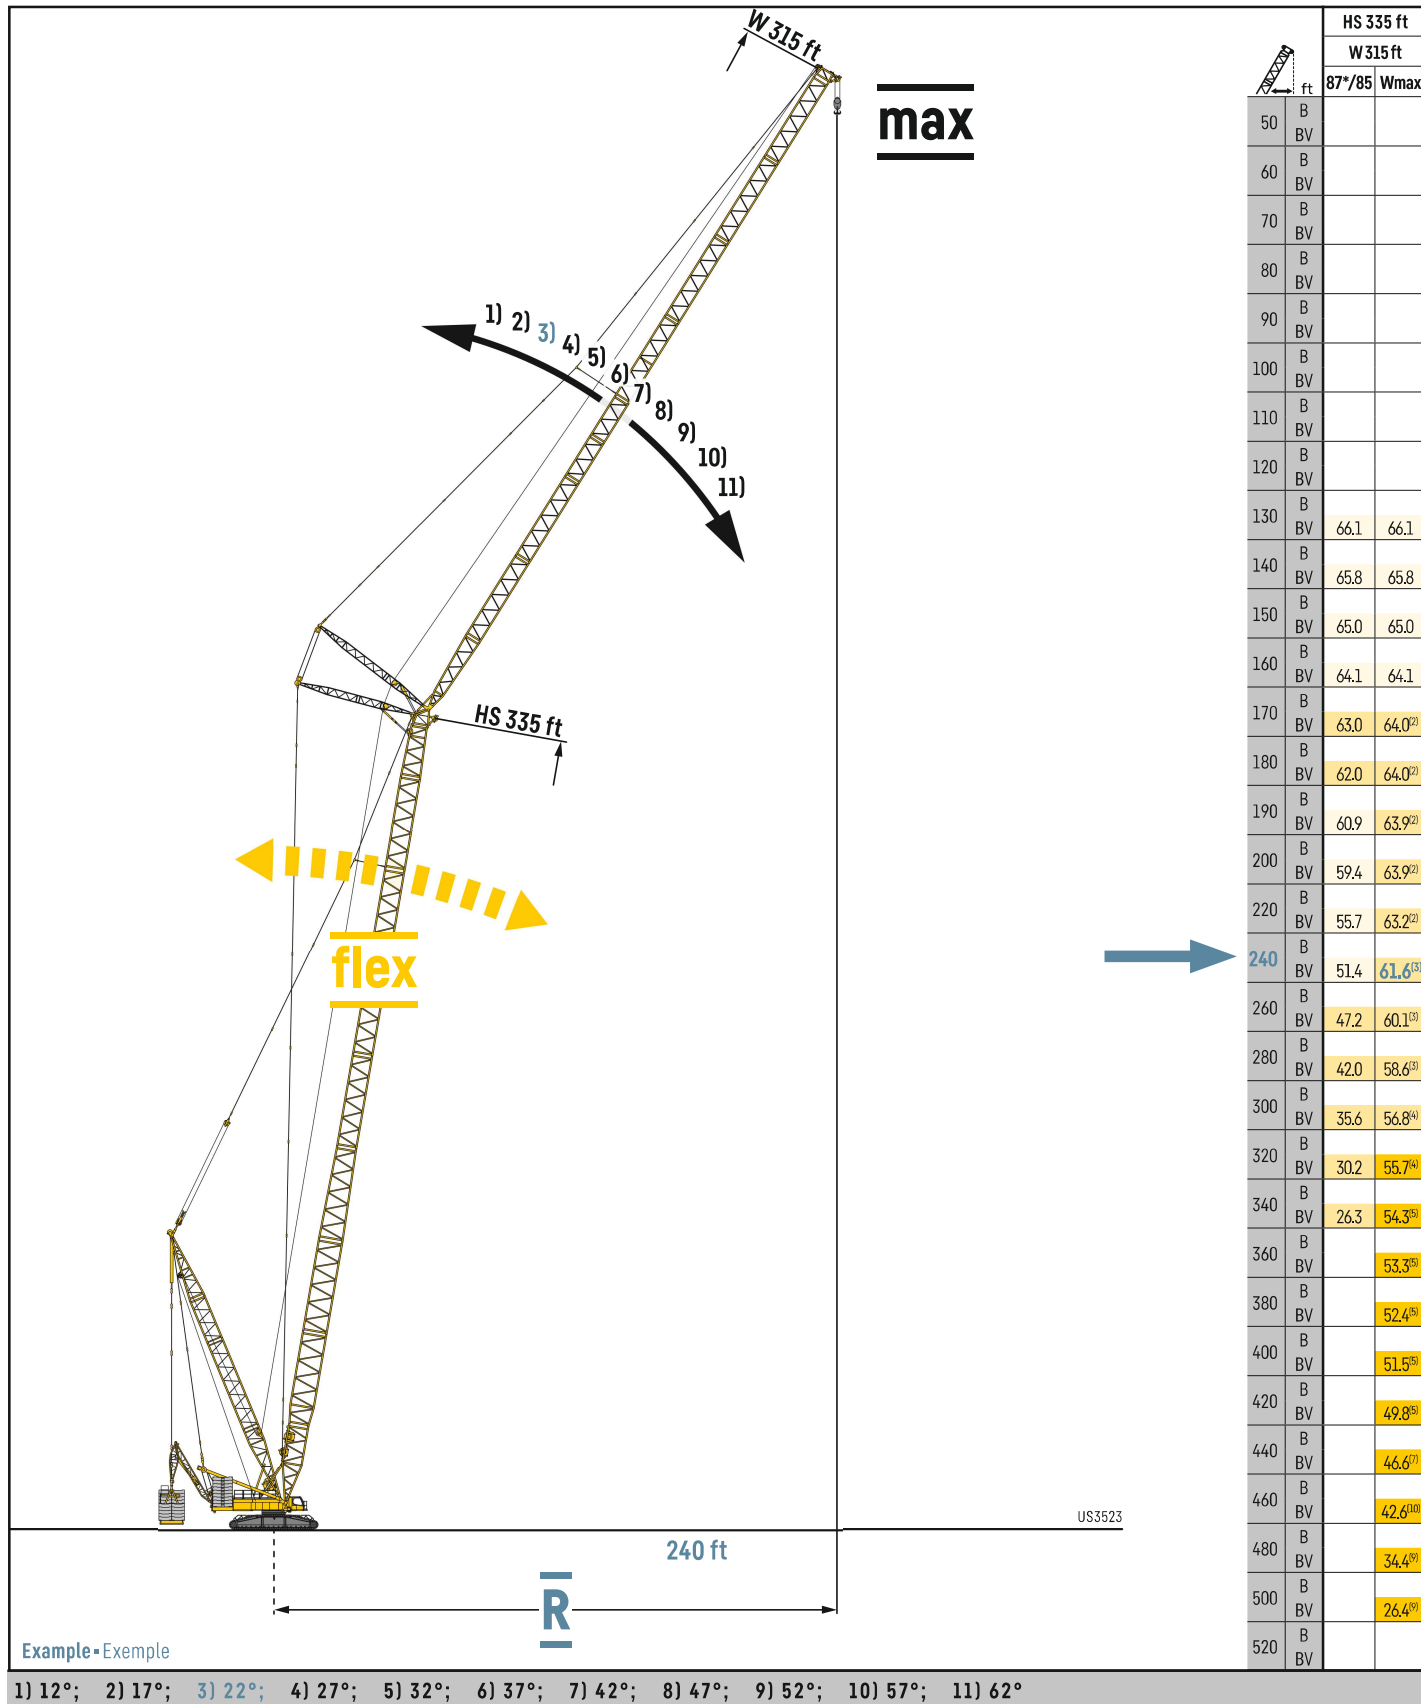 W 315 ft
max
1) 2) 3) 4) 5) 6) 7) 8) 9) 10) 11)
HS 335 ft
flex
US3523
240 ft
R
Example - Exemple
HS 335 ft
W 315 ft
ft 87*/85 Wmax
50 B
BV
60 B
BV
70 B
BV
80 B
BV
90 B
BV
100 B
BV
110 B
BV
120 B
BV
130 B
BV 66.1 66.1
140 B
BV 65.8 65.8
150 B
BV 65.0 65.0
160 B
BV 64.1 64.1
170 B
BV 63.0 64.0(2)
180 B
BV 62.0 64.0(2)
190 B
BV 60.9 63.9(2)
200 B
BV 59.4 63.9(2)
220 B
BV 55.7 63.2(2)
240 B
BV 51.4 61.6(3)
260 B
BV 47.2 60.1(3)
280 B
BV 42.0 58.6(3)
300 B
BV 35.6 56.8(4)
320 B
BV 30.2 55.7(4)
340 B
BV 26.3 54.3(5)
360 B
BV 53.3(5)
380 B
BV 52.4(5)
400 B
BV 51.5(5)
420 B
BV 49.8(5)
440 B
BV 46.6(7)
460 B
BV 42.6(10)
480 B
BV 34.4(9)
500 B
BV 26.4(9)
520 B
BV
1) 12°; 2) 17°; 3) 22°; 4) 27°; 5) 32°; 6) 37°; 7) 42°; 8) 47°; 9) 52°; 10) 57°; 11) 62°